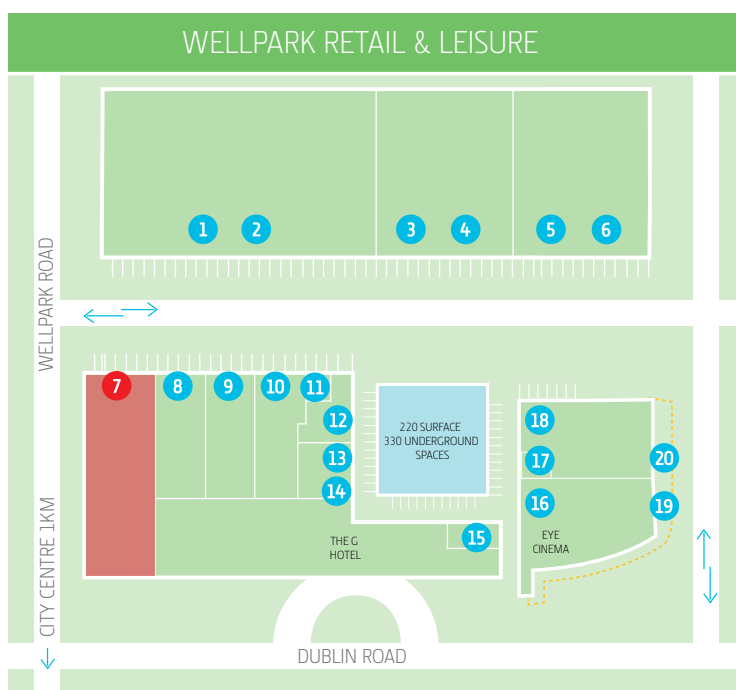 WELLPARK RETAIL & LEISURE
1
2
3
4
5
6
WELLPARK ROAD
7
8
9
10
11
12
13
14
220 SURFACE
330 UNDERGROUND
SPACES
18
17
16
20
19
15
EYE
CINEMA
THE G
HOTEL
CITY CENTRE 1KM
DUBLIN ROAD